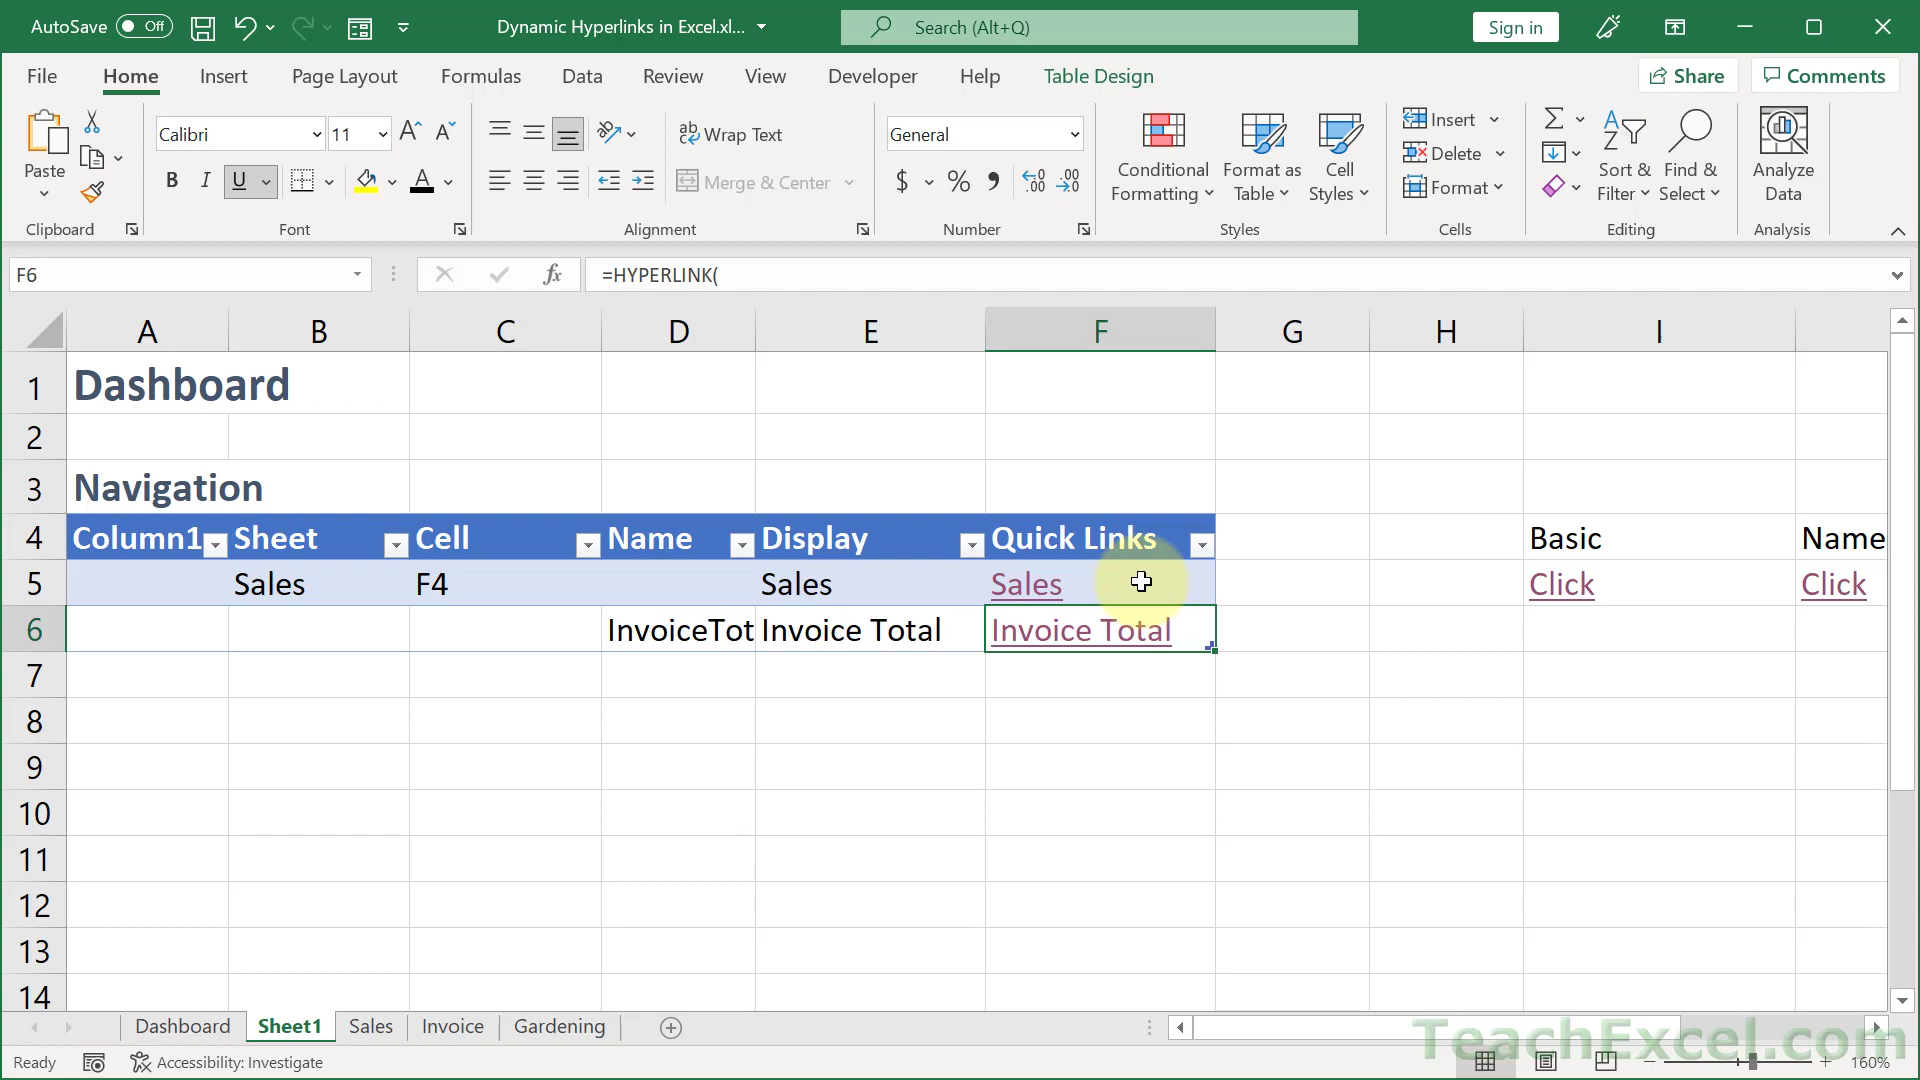 AutoSave Off Dynamic Hyperlinks in Excel.xl... Search (Alt+Q) Sign in
File Home Insert Page Layout Formulas Data Review View Developer Help Table Design Share Comments
Paste
Calibri 11
B I U
ab Wrap Text
Merge & Center
General
$ % 9 .00 .00
Conditional Formatting
Format as Table
Cell Styles
Insert
Delete
Format
Sort & Filter
Find & Select
Analyze Data
Clipboard Font Alignment Number Styles Cells Editing Analysis
F6 fx =HYPERLINK(
A B C D E F G H I
1 Dashboard
2
3 Navigation
4 Column1 Sheet Cell Name Display Quick Links Basic Name
5 Sales F4 Sales Sales Click Click
6 InvoiceTot Invoice Total Invoice Total
7
8
9
10
11
12
13
14
Dashboard Sheet1 Sales Invoice Gardening
TeachExcel.com
Ready Accessibility: Investigate 160%